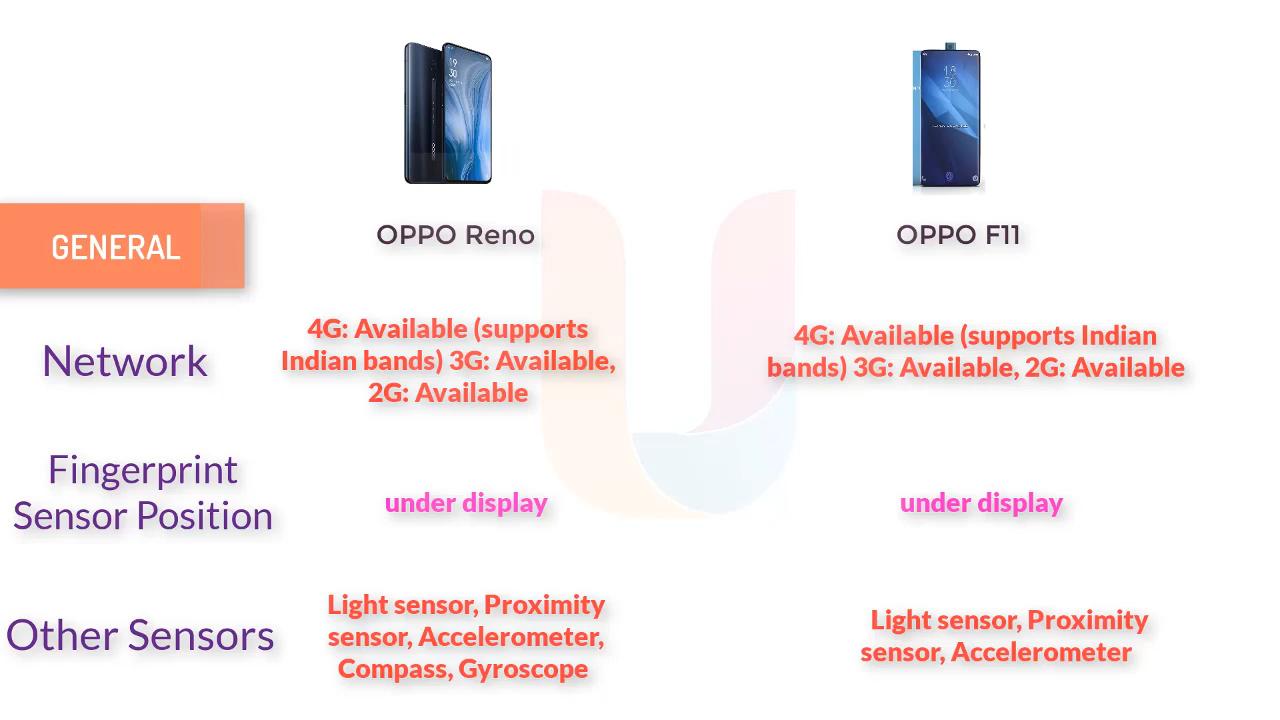 OPPO Reno
OPPO F11
GENERAL
Network
4G: Available (supports
Indian bands) 3G: Available,
2G: Available
4G: Available (supports Indian
bands) 3G: Available, 2G: Available
Fingerprint
Sensor Position
under display
under display
Other Sensors
Light sensor, Proximity
sensor, Accelerometer,
Compass, Gyroscope
Light sensor, Proximity
sensor, Accelerometer